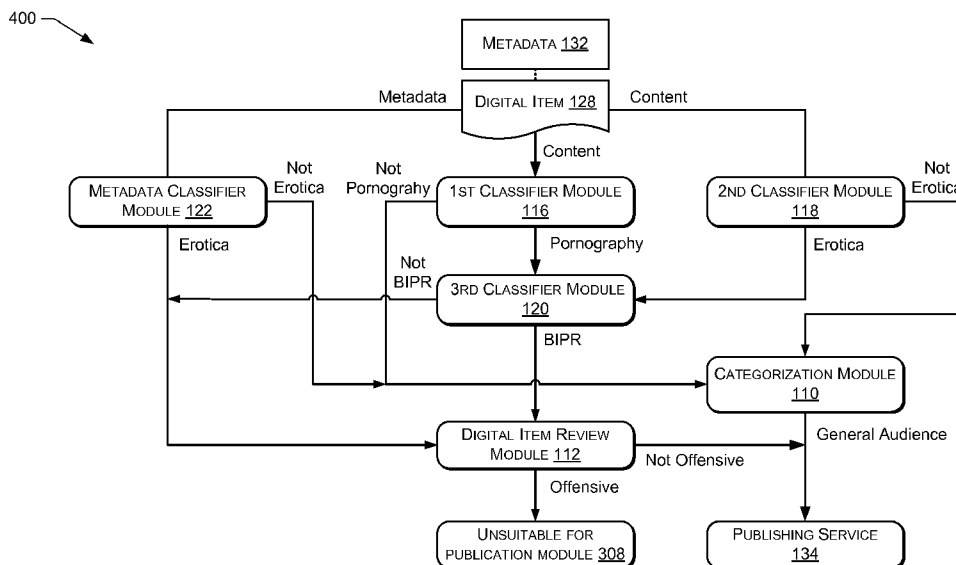 400
METADATA 132
DIGITAL ITEM 128
Metadata
Content
Content
Not
Erotica
Not
Pornograhy
Not
Erotica
METADATA CLASSIFIER
MODULE 122
1ST CLASSIFIER MODULE
116
2ND CLASSIFIER MODULE
118
Erotica
Pornography
Erotica
Not
BIPR
3RD CLASSIFIER MODULE
120
BIPR
CATEGORIZATION MODULE
110
DIGITAL ITEM REVIEW
MODULE 112
General Audience
Not Offensive
Offensive
UNSUITABLE FOR
PUBLICATION MODULE 308
PUBLISHING SERVICE
134